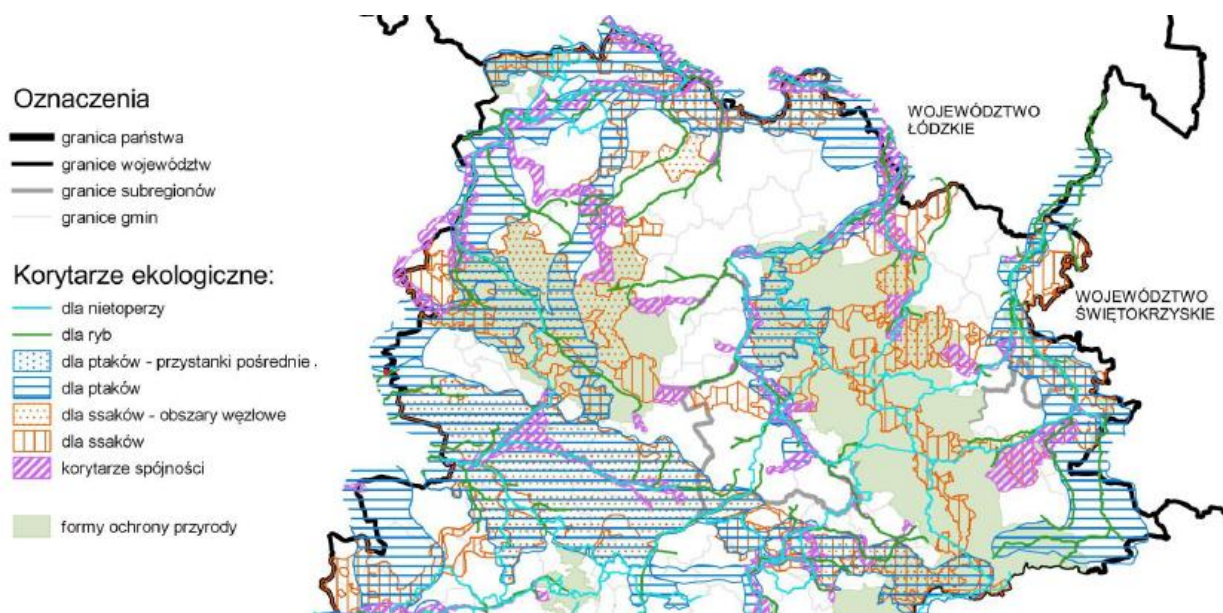 Oznaczenia
granica państwa
granice województw
granice subregionów
granice gmin
Korytarze ekologiczne:
dla nietoperzy
dla ryb
dla ptaków - przystanki pośrednie .
dla ptaków
dla ssaków - obszary węzłowe
dla ssaków
korytarze spójności
formy ochrony przyrody
WOJEWÓDZTWO
ŁÓDZKIE
WOJEWÓDZTWO
ŚWIĘTOKRZYSKIE